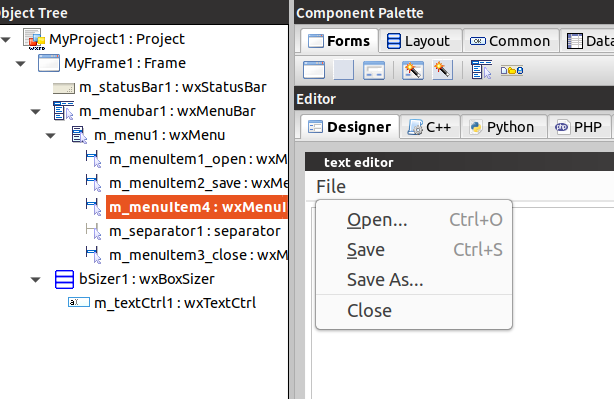 Object Tree
MyProject1 : Project
MyFrame1 : Frame
m_statusBar1 : wxStatusBar
m_menubar1 : wxMenuBar
m_menu1 : wxMenu
m_menuItem1_open : wxM
m_menuItem2_save : wxMe
m_menuItem4 : wxMenuI
m_separator1 : separator
m_menuItem3_close : wxM
bSizer1 : wxBoxSizer
m_textCtrl1 : wxTextCtrl
Component Palette
Forms Layout Common Data
Editor
Designer C++ Python PHP
text editor
File
Open... Ctrl+O
Save Ctrl+S
Save As...
Close